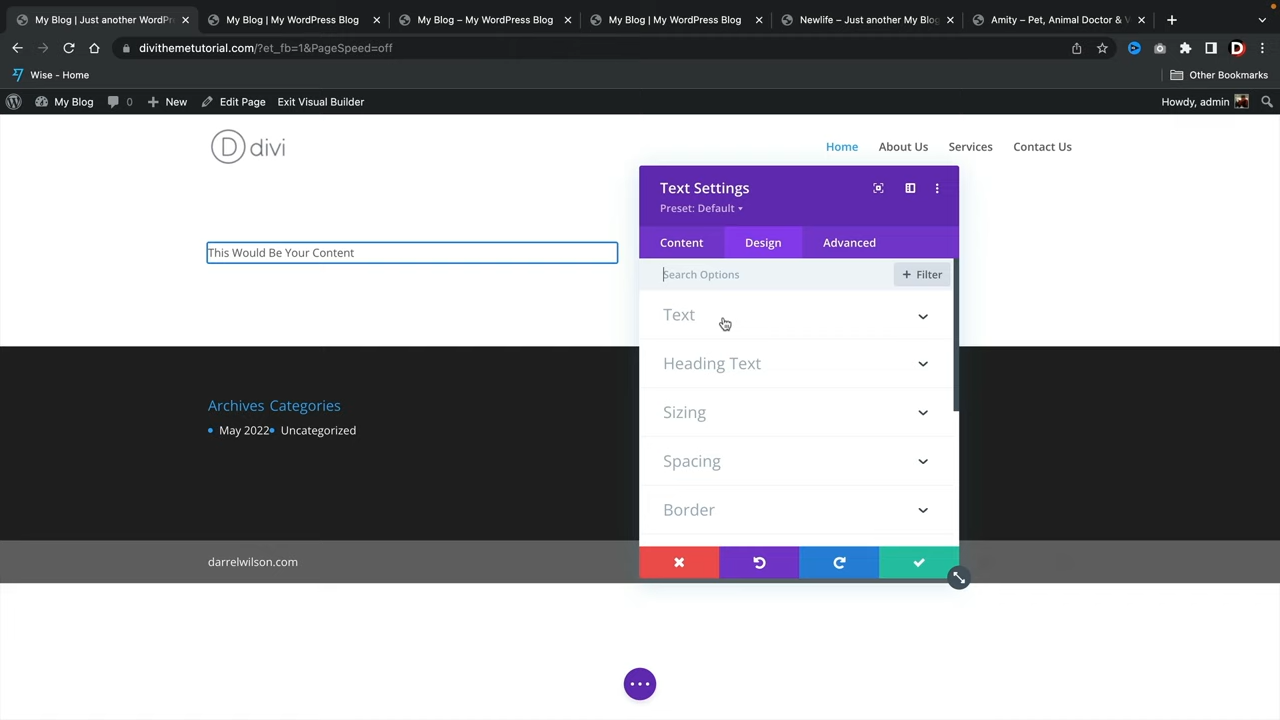 My Blog | Just another WordPr
My Blog | My WordPress Blog
My Blog – My WordPress Blog
My Blog | My WordPress Blog
Newlife – Just another My Blog
Amity – Pet, Animal Doctor & V
divithemetutorial.com/?et_fb=1&PageSpeed=off
D
Wise - Home
Other Bookmarks
My Blog
0
New
Edit Page
Exit Visual Builder
Howdy, admin
D divi
Home
About Us
Services
Contact Us
Text Settings
Preset: Default
Content
Design
Advanced
This Would Be Your Content
Search Options
+ Filter
Text
Heading Text
Sizing
Spacing
Border
Archives Categories
May 2022
Uncategorized
darrelwilson.com